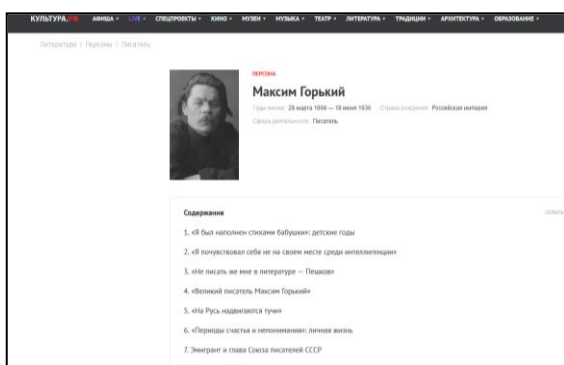 КУЛЬТУРА.РФ АФИША LIVE СПЕЦПРОЕКТЫ КИНО МУЗЕИ МУЗЫКА ТЕАТР ЛИТЕРАТУРА ТРАДИЦИИ АРХИТЕКТУРА ОБРАЗОВАНИЕ
Литература / Персоны / Писатель
ПЕРСОНА
Максим Горький
Годы жизни: 28 марта 1868 — 18 июня 1936 Страна рождения: Российская империя
Сфера деятельности: Писатель
Содержание
1. «Я был наполнен стихами бабушки»: детские годы
2. «Я почувствовал себя не на своем месте среди интеллигенции»
3. «Не писать же мне в литературе — Пешков»
4. «Великий писатель Максим Горький»
5. «На Русь надвигаются тучи»
6. «Периоды счастья и непонимания»: личная жизнь
7. Эмигрант и глава Союза писателей СССР